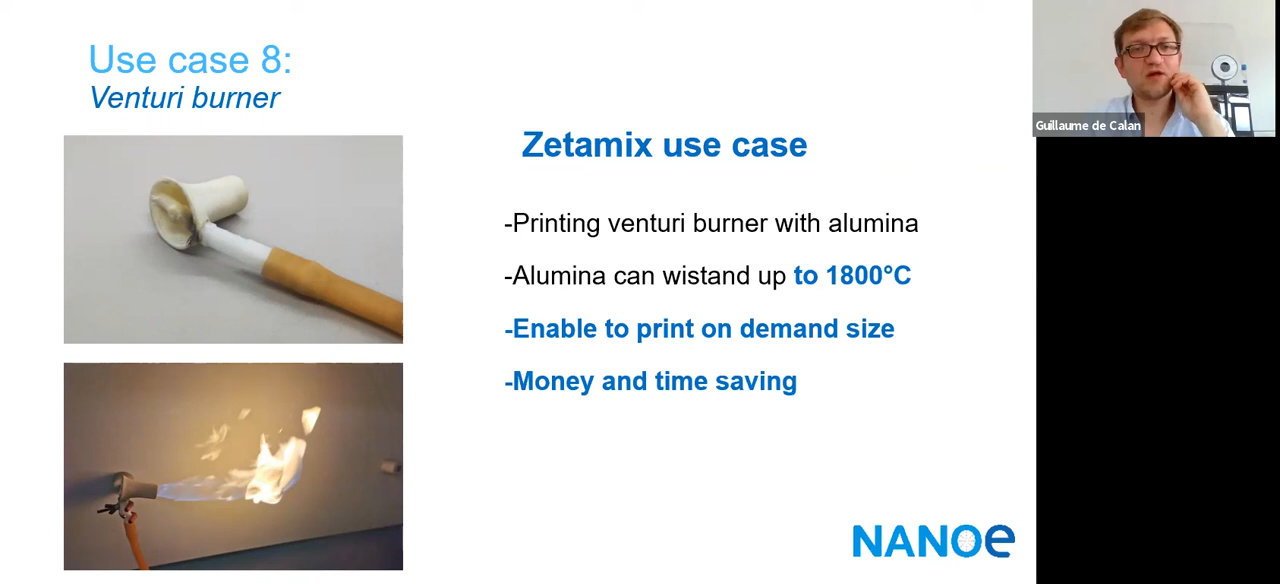 Use case 8:
Venturi burner
Zetamix use case
-Printing venturi burner with alumina
-Alumina can wistand up to 1800°C
-Enable to print on demand size
-Money and time saving
NANOe
Guillaume de Calan